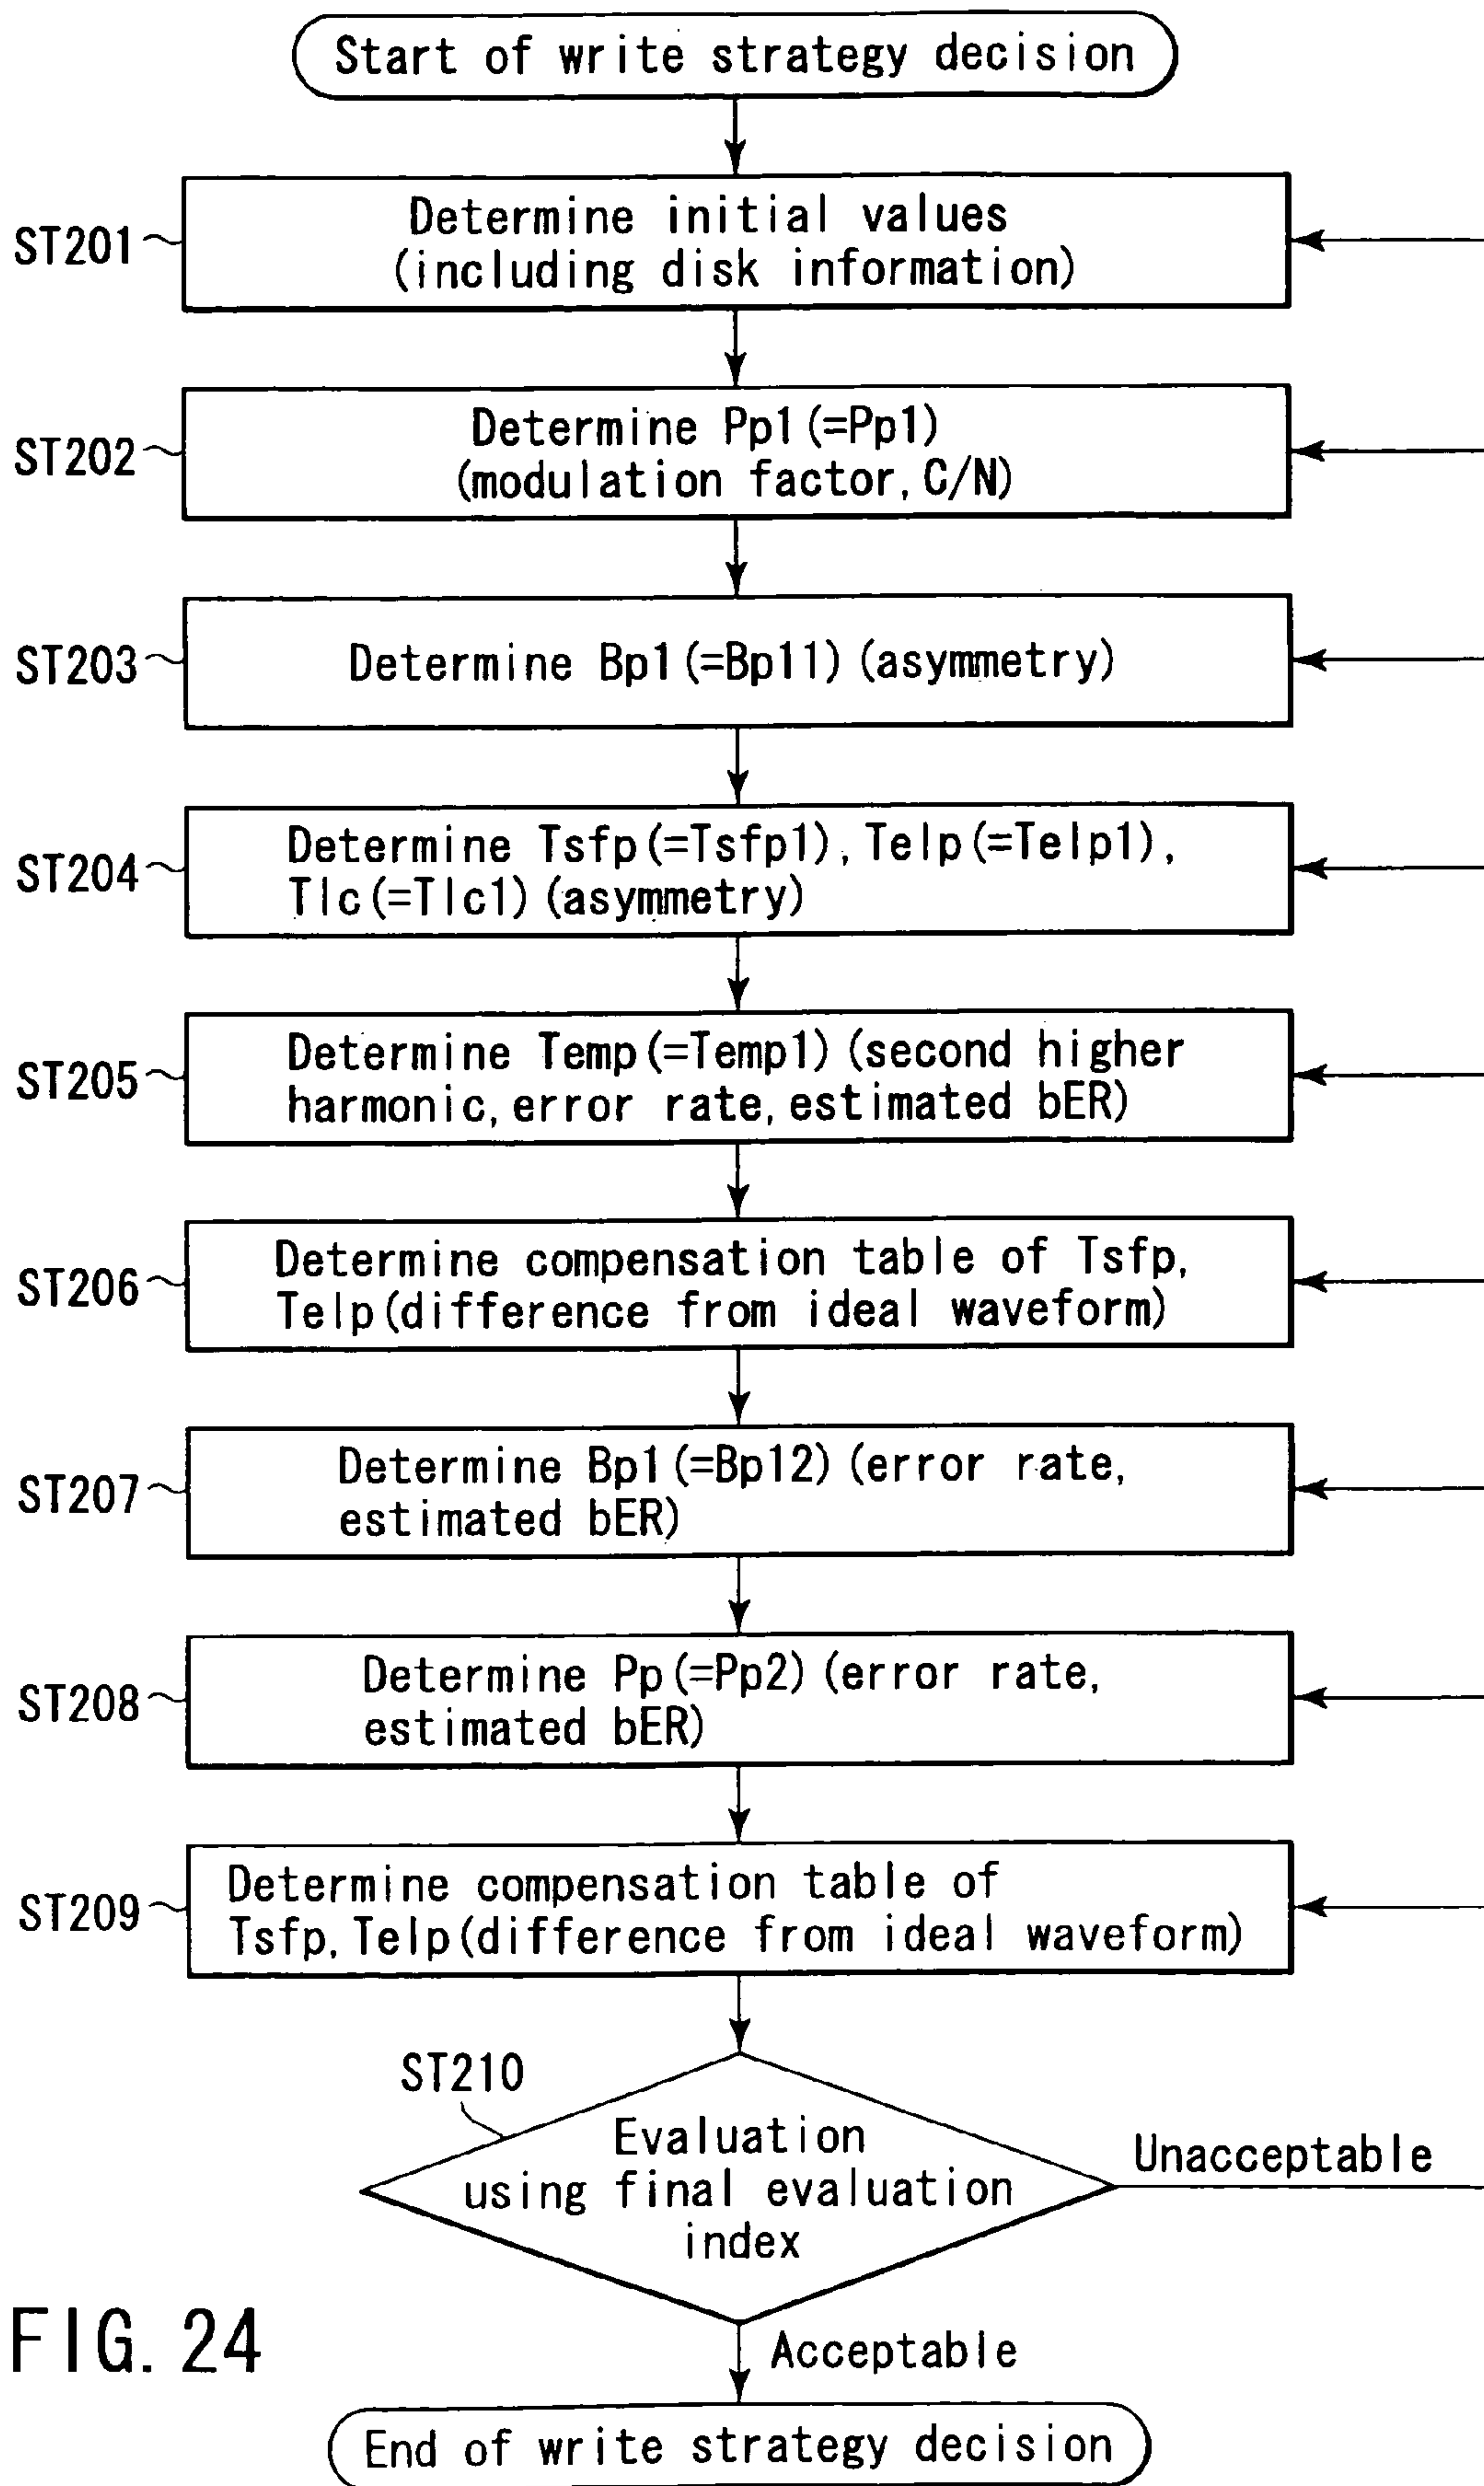 Start of write strategy decision
ST201
Determine initial values
(including disk information)
ST202
Determine Pp1(=Pp1)
(modulation factor, C/N)
ST203
Determine Bp1(=Bp11)(asymmetry)
ST204
Determine Tsfp(=Tsfp1), Telp(=Telp1),
Tlc(=Tlc1)(asymmetry)
ST205
Determine Temp(=Temp1)(second higher
harmonic, error rate, estimated bER)
ST206
Determine compensation table of Tsfp,
Telp(difference from ideal waveform)
ST207
Determine Bp1(=Bp12)(error rate,
estimated bER)
ST208
Determine Pp(=Pp2)(error rate,
estimated bER)
ST209
Determine compensation table of
Tsfp, Telp(difference from ideal waveform)
ST210
Evaluation
using final evaluation
index
Unacceptable
Acceptable
End of write strategy decision
FIG. 24